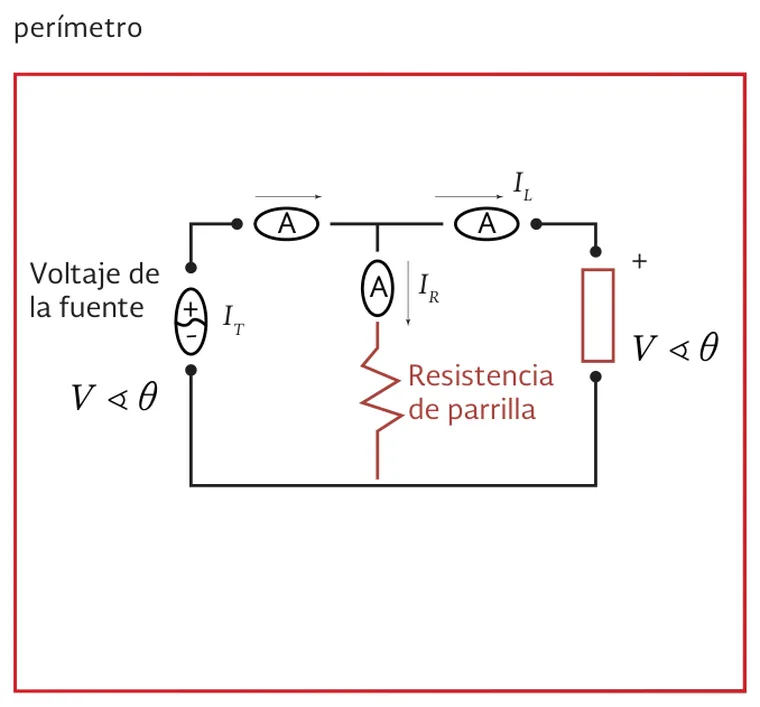 perímetro
I_L
A
A
Voltaje de
la fuente
+
–
I_T
A
I_R
+
V ∢ θ
V ∢ θ
Resistencia
de parrilla